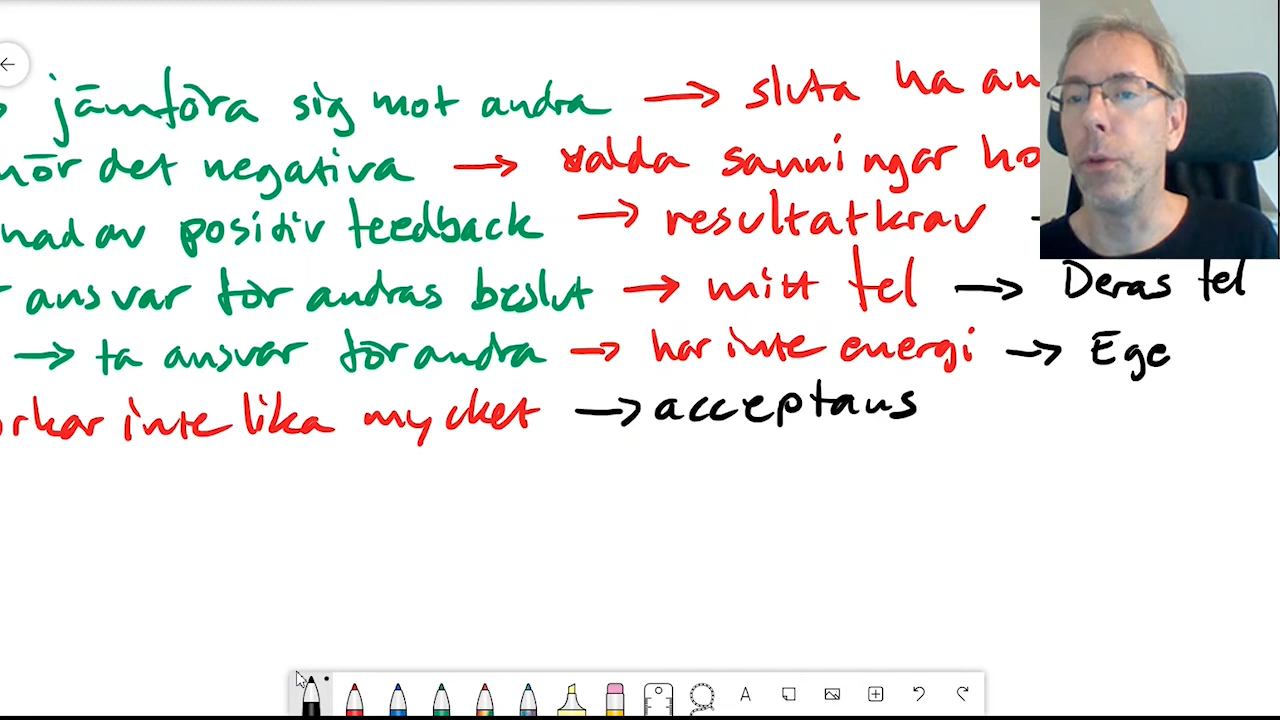 jämföra sig mot andra → sluta ha an
hör det negativa → valda sanningar ho
nad av positiv feedback → resultatkrav
r ansvar för andras beslut → mitt fel → Deras fel
→ ta ansvar för andra → har inte energi → Ege
rkar inte lika mycket → acceptans